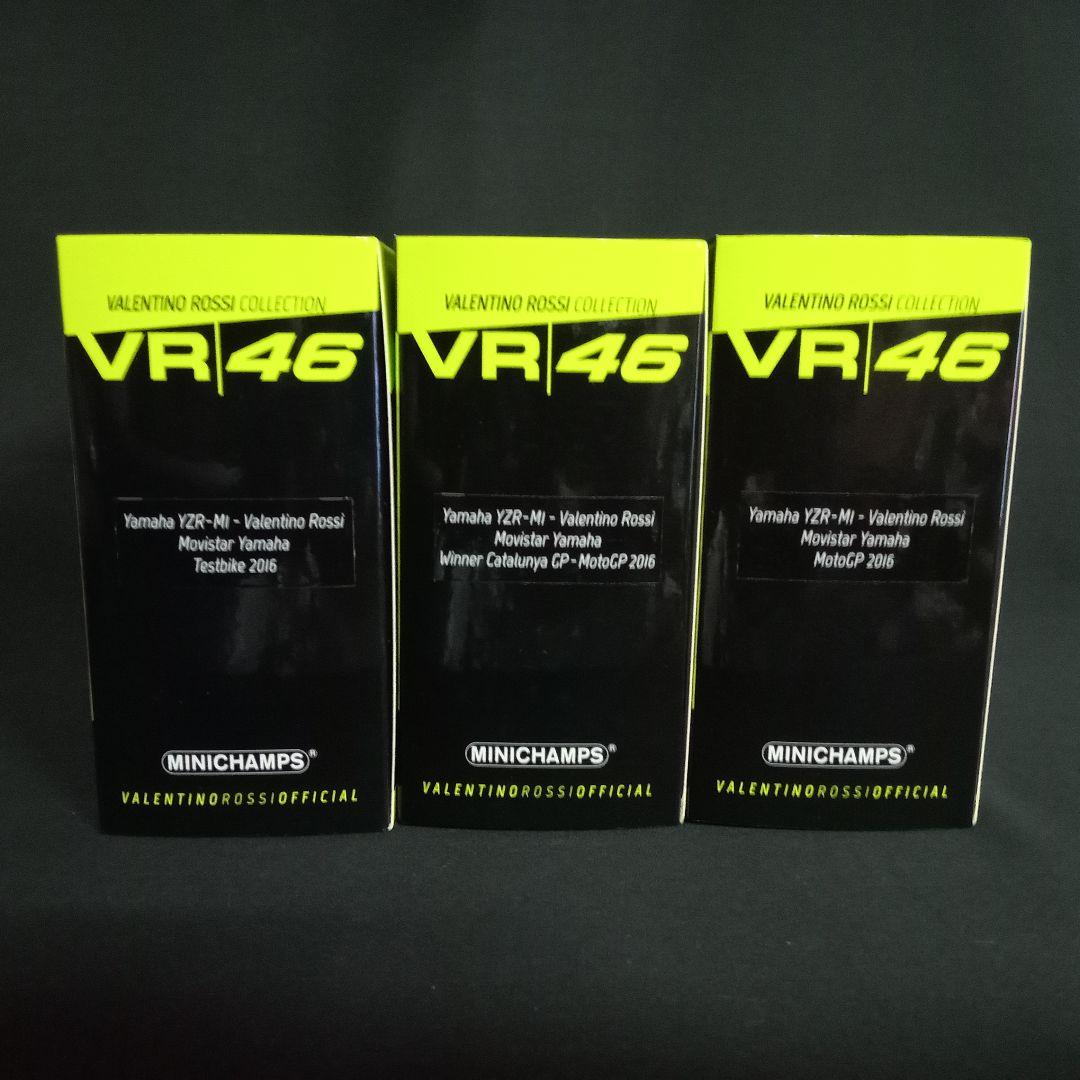 VALENTINO ROSSI COLLECTION
VR|46
Yamaha YZR-M1 - Valentino Rossi
Movistar Yamaha
Testbike 2016
MINICHAMPS®
VALENTINOROSSIOFFICIAL
VALENTINO ROSSI COLLECTION
VR|46
Yamaha YZR-M1 - Valentino Rossi
Movistar Yamaha
Winner Catalunya GP - MotoGP 2016
MINICHAMPS®
VALENTINOROSSIOFFICIAL
VALENTINO ROSSI COLLECTION
VR|46
Yamaha YZR-M1 - Valentino Rossi
Movistar Yamaha
MotoGP 2016
MINICHAMPS®
VALENTINOROSSIOFFICIAL